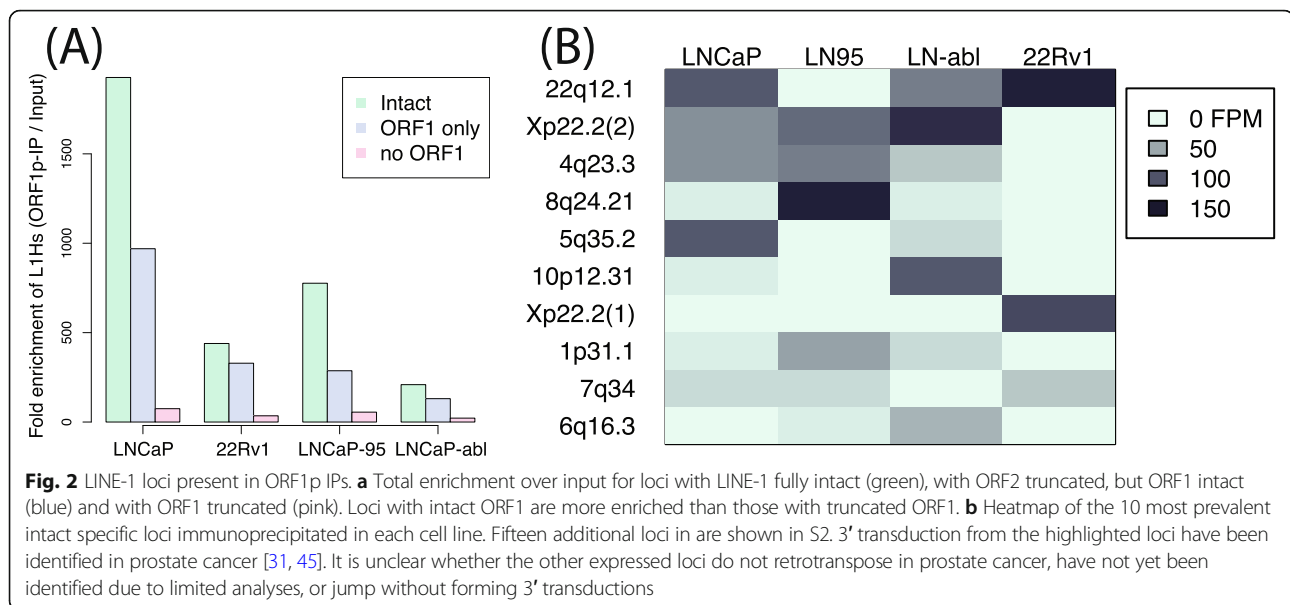 (A)
Fold enrichment of L1Hs (ORF1p-IP / Input)
1500
1000
500
0
Intact
ORF1 only
no ORF1
LNCaP
22Rv1
LNCaP-95
LNCaP-abl
(B)
LNCaP LN95 LN-abl 22Rv1
22q12.1
Xp22.2(2)
4q23.3
8q24.21
5q35.2
10p12.31
Xp22.2(1)
1p31.1
7q34
6q16.3
0 FPM
50
100
150
Fig. 2 LINE-1 loci present in ORF1p IPs. a Total enrichment over input for loci with LINE-1 fully intact (green), with ORF2 truncated, but ORF1 intact
(blue) and with ORF1 truncated (pink). Loci with intact ORF1 are more enriched than those with truncated ORF1. b Heatmap of the 10 most prevalent
intact specific loci immunoprecipitated in each cell line. Fifteen additional loci in are shown in S2. 3′ transduction from the highlighted loci have been
identified in prostate cancer [31, 45]. It is unclear whether the other expressed loci do not retrotranspose in prostate cancer, have not yet been
identified due to limited analyses, or jump without forming 3′ transductions